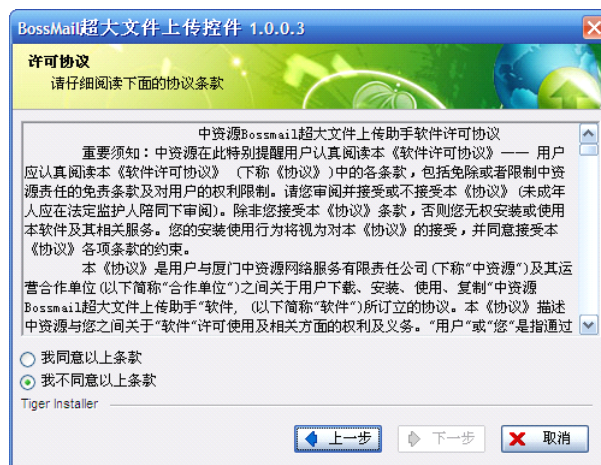 BossMail超大文件上传控件 1.0.0.3
许可协议
请仔细阅读下面的协议条款
中资源Bossmail超大文件上传助手软件许可协议
重要须知：中资源在此特别提醒用户认真阅读本《软件许可协议》—— 用户
应认真阅读本《软件许可协议》（下称《协议》）中的各条款，包括免除或者限制中资
源责任的免责条款及对用户的权利限制。请您审阅并接受或不接受本《协议》（未成年
人应在法定监护人陪同下审阅）。除非您接受本《协议》条款，否则您无权安装或使用
本软件及其相关服务。您的安装使用行为将视为对本《协议》的接受，并同意接受本
《协议》各项条款的约束。
本《协议》是用户与厦门中资源网络服务有限责任公司(下称“中资源”)及其运
营合作单位(以下简称“合作单位”)之间关于用户下载、安装、使用、复制“中资源
Bossmail超大文件上传助手”软件, (以下简称“软件”)所订立的协议。本《协议》描述
中资源与您之间关于“软件”许可使用及相关方面的权利及义务。“用户”或“您”是指通过
我同意以上条款
我不同意以上条款
Tiger Installer
上一步
下一步
取消